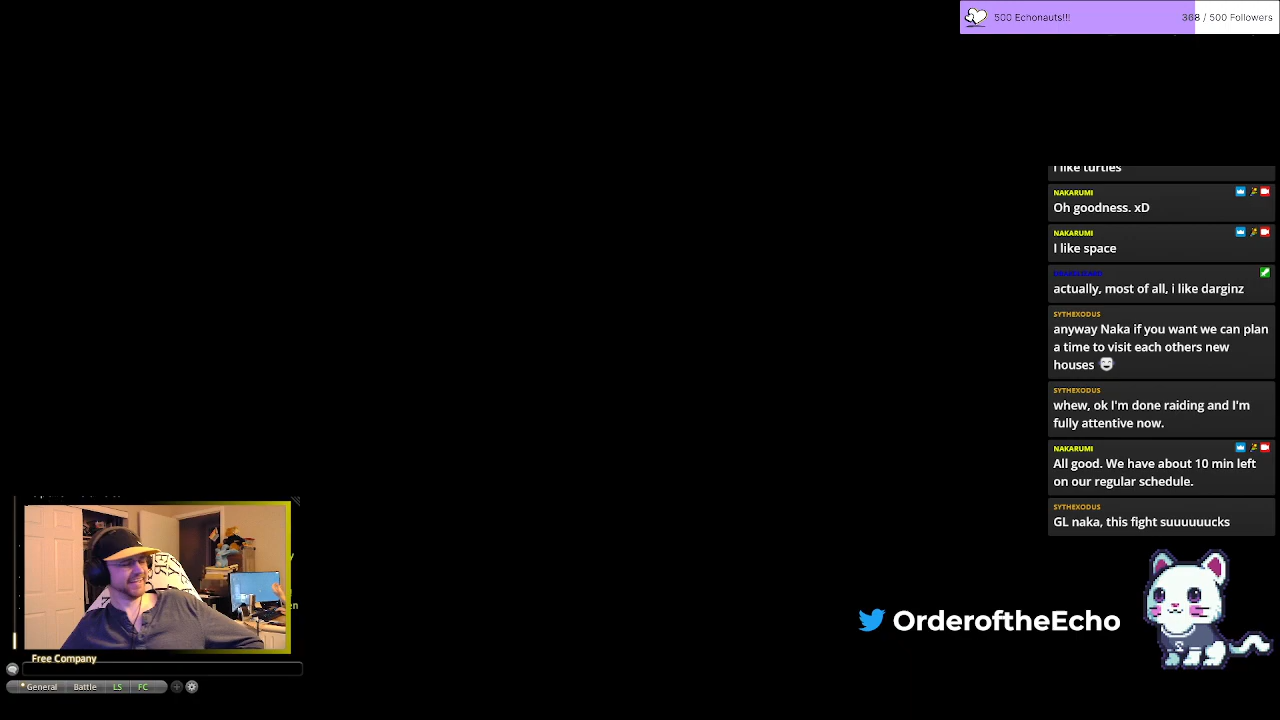 500 Echonauts!!!
368 / 500 Followers
I like turtles
NAKARUMI
Oh goodness. xD
NAKARUMI
I like space
actually, most of all, i like darginz
SYTHEXODUS
anyway Naka if you want we can plan
a time to visit each others new
houses
SYTHEXODUS
whew, ok I'm done raiding and I'm
fully attentive now.
NAKARUMI
All good. We have about 10 min left
on our regular schedule.
SYTHEXODUS
GL naka, this fight suuuuuucks
OrderoftheEcho
Free Company
General
Battle
LS
FC